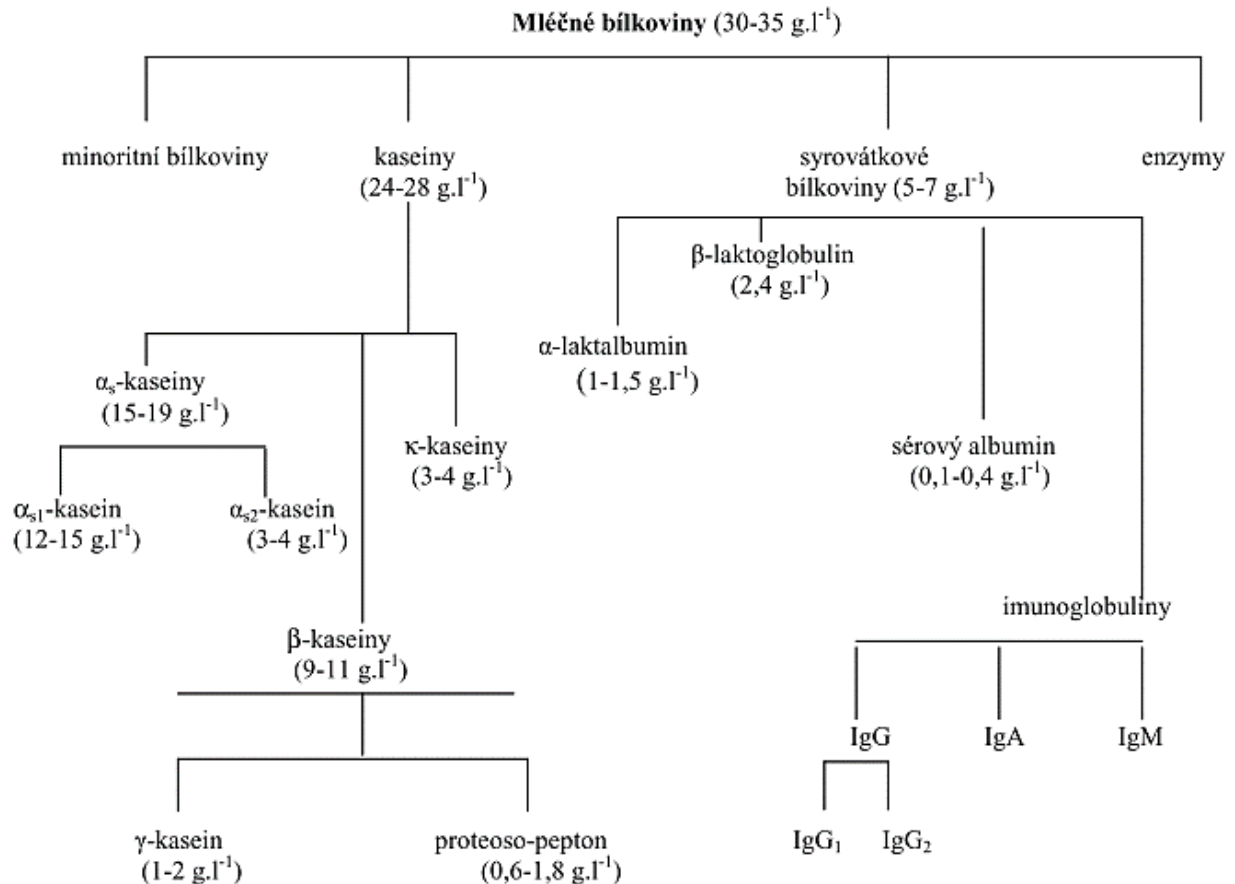 Mléčné bílkoviny (30-35 g.l⁻¹)
minoritní bílkoviny
kaseiny
(24-28 g.l⁻¹)
syrovátkové
bílkoviny (5-7 g.l⁻¹)
enzymy
β-laktoglobulin
(2,4 g.l⁻¹)
α-laktalbumin
(1-1,5 g.l⁻¹)
αₛ-kaseiny
(15-19 g.l⁻¹)
κ-kaseiny
(3-4 g.l⁻¹)
sérový albumin
(0,1-0,4 g.l⁻¹)
αₛ₁-kasein
(12-15 g.l⁻¹)
αₛ₂-kasein
(3-4 g.l⁻¹)
imunoglobuliny
β-kaseiny
(9-11 g.l⁻¹)
IgG
IgA
IgM
γ-kasein
(1-2 g.l⁻¹)
proteoso-pepton
(0,6-1,8 g.l⁻¹)
IgG₁
IgG₂